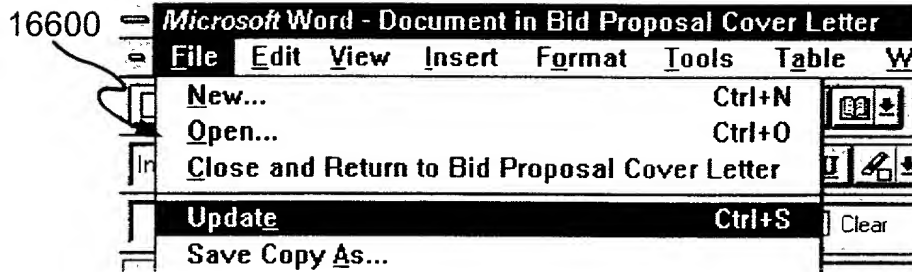 16600
Microsoft Word - Document in Bid Proposal Cover Letter
File Edit View Insert Format Tools Table W
New... Ctrl+N
Open... Ctrl+O
In Close and Return to Bid Proposal Cover Letter U
Update Ctrl+S Clear
Save Copy As...